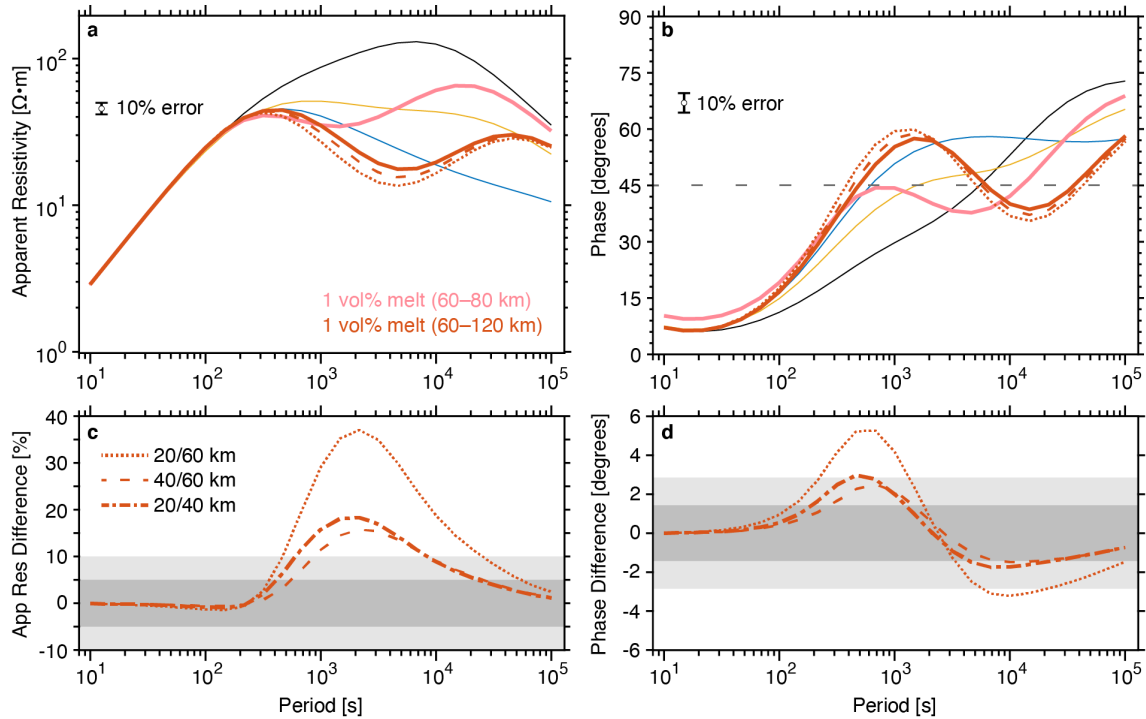 a
10²
10¹
10⁰
Apparent Resistivity [Ω•m]
10% error
1 vol% melt (60–80 km)
1 vol% melt (60–120 km)
10¹ 10² 10³ 10⁴ 10⁵
b
90
75
60
45
30
15
0
Phase [degrees]
10% error
10¹ 10² 10³ 10⁴ 10⁵
c
40
30
20
10
0
-10
App Res Difference [%]
20/60 km
40/60 km
20/40 km
10¹ 10² 10³ 10⁴ 10⁵
Period [s]
d
6
4
2
0
-2
-4
-6
Phase Difference [degrees]
10¹ 10² 10³ 10⁴ 10⁵
Period [s]